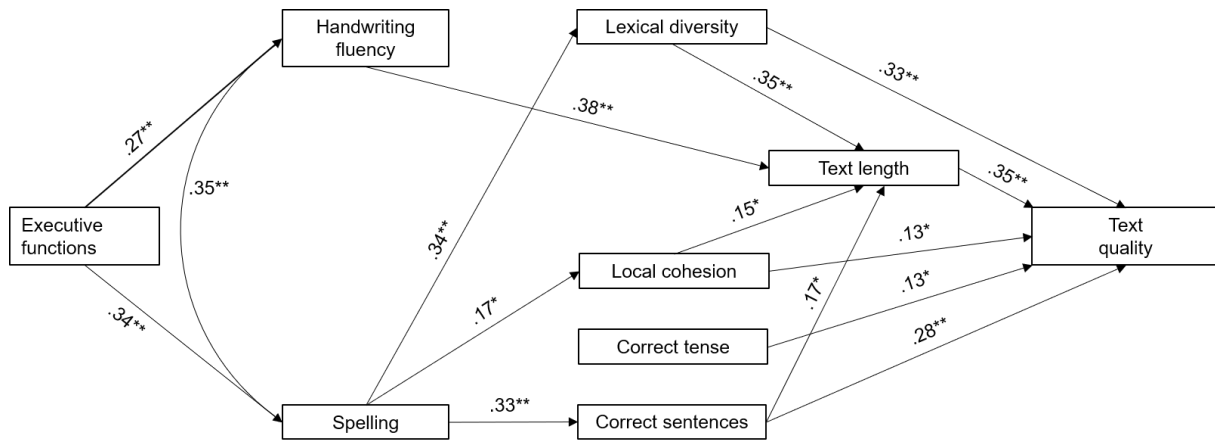 Handwriting
fluency
Lexical diversity
.33**
.35**
.38**
.27**
Text length
.35**
.35**
Executive
functions
.15*
Text
quality
.34**
.13*
Local cohesion
.13*
.17*
.17*
.34**
Correct tense
.28**
Spelling
.33**
Correct sentences